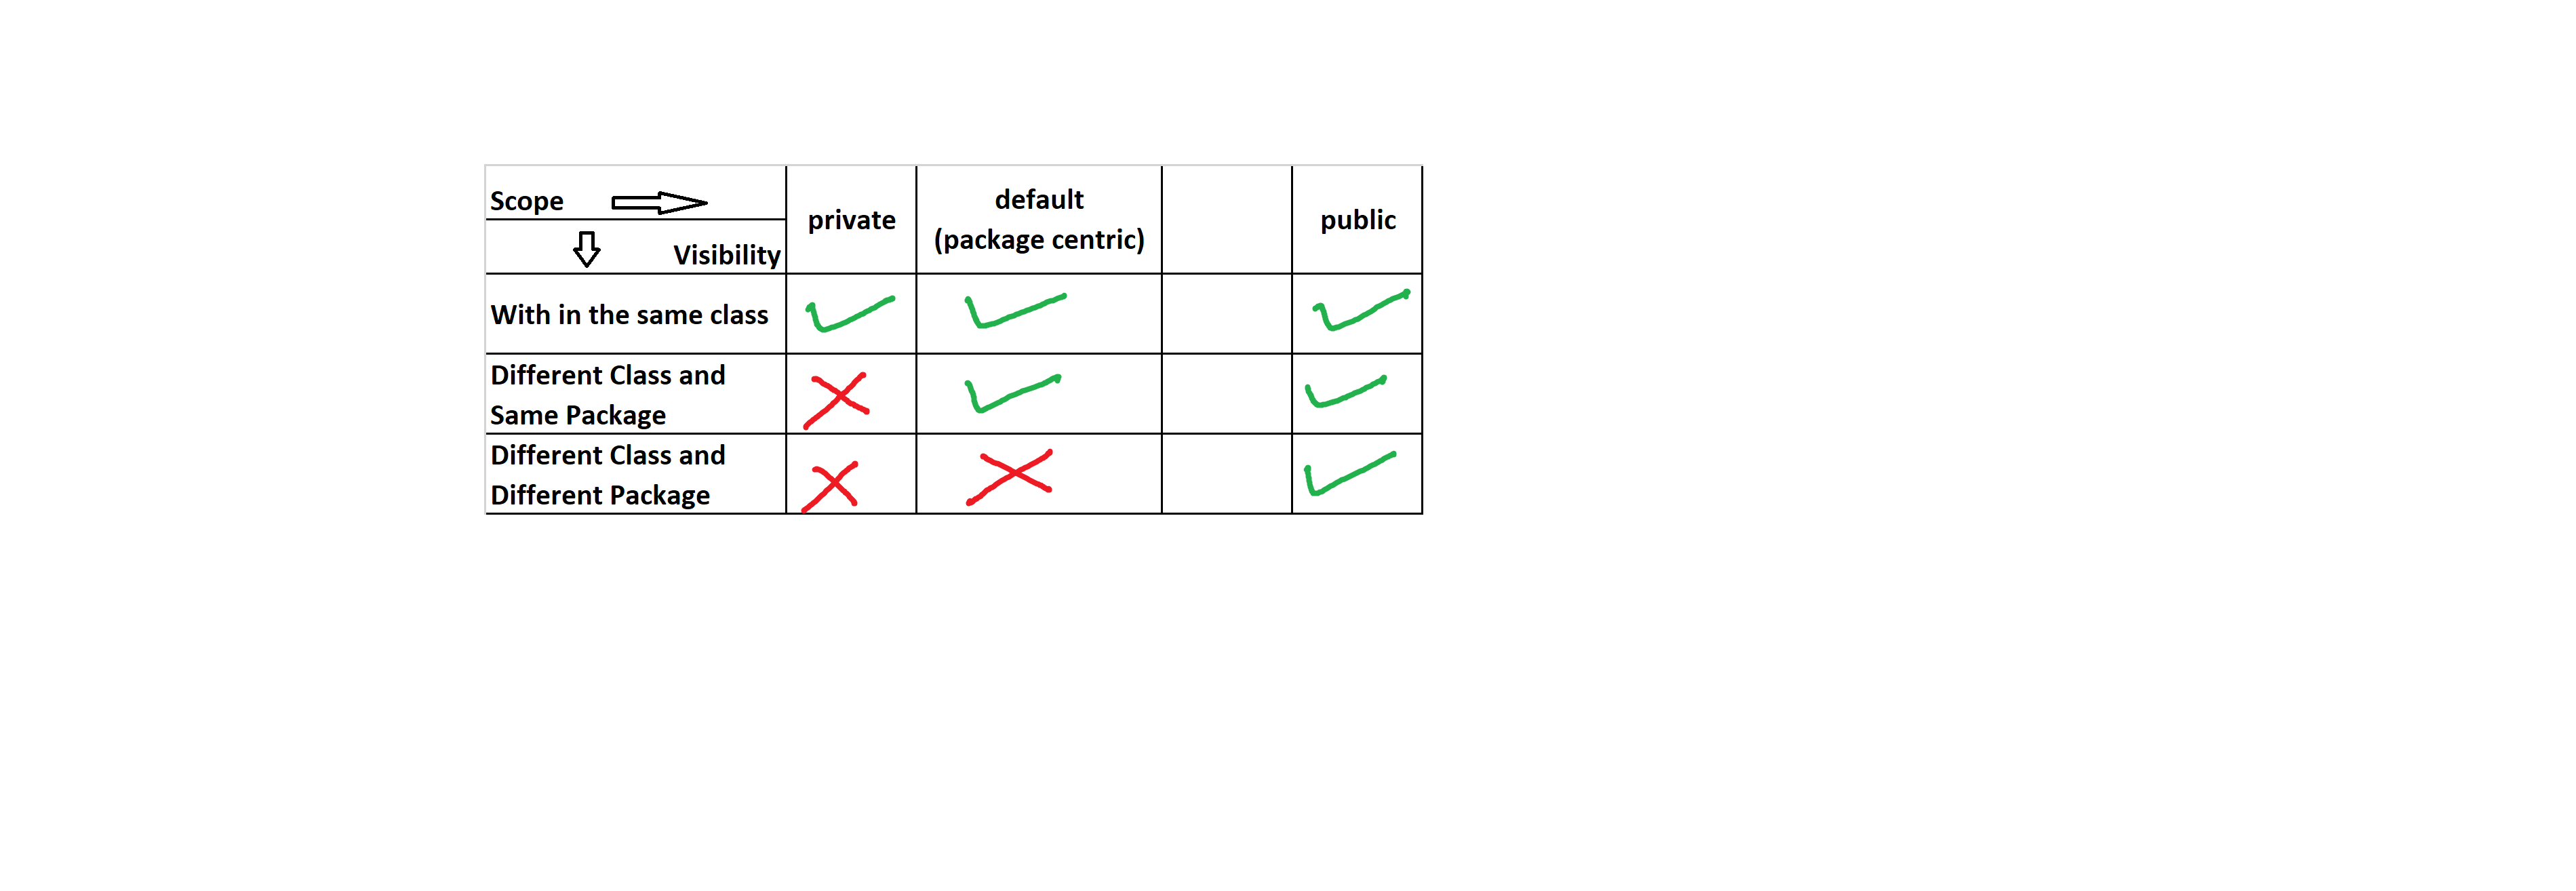 Scope
Visibility
private
default
(package centric)
public
With in the same class
Different Class and
Same Package
Different Class and
Different Package